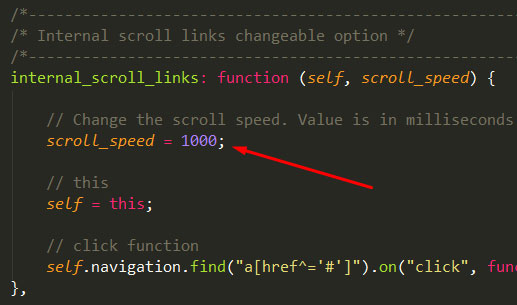 /*-----------------------------------------------------
/* Internal scroll links changeable option */
/*-----------------------------------------------------
internal_scroll_links: function (self, scroll_speed) {
// Change the scroll speed. Value is in milliseconds
scroll_speed = 1000;
// this
self = this;
// click function
self.navigation.find("a[href^='#']").on("click", func
},